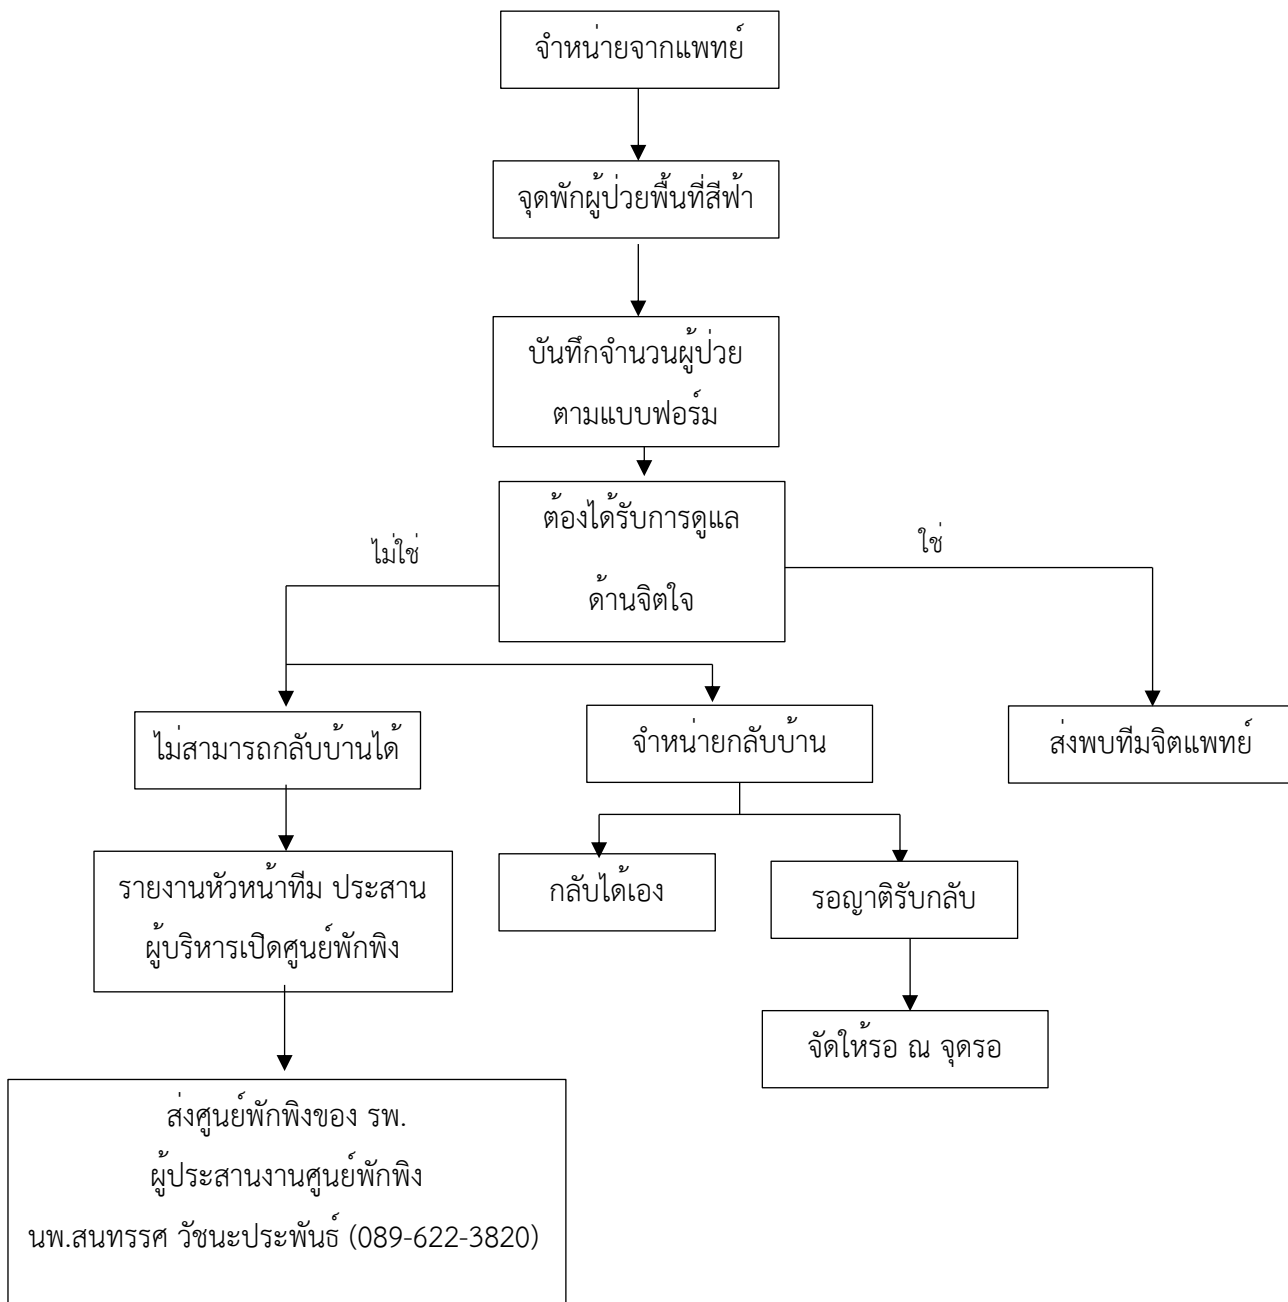 จำหน่ายจากแพทย์
จุดพักผู้ป่วยพื้นที่สีฟ้า
บันทึกจำนวนผู้ป่วย
ตามแบบฟอร์ม
ต้องได้รับการดูแล
ด้านจิตใจ
ไม่ใช่
ใช่
ไม่สามารถกลับบ้านได้
จำหน่ายกลับบ้าน
ส่งพบทีมจิตแพทย์
รายงานหัวหน้าทีม ประสาน
ผู้บริหารเปิดศูนย์พักพิง
กลับได้เอง
รอญาติรับกลับ
จัดให้รอ ณ จุดรอ
ส่งศูนย์พักพิงของ รพ.
ผู้ประสานงานศูนย์พักพิง
นพ.สนทรรศ วัชนะประพันธ์ (089-622-3820)